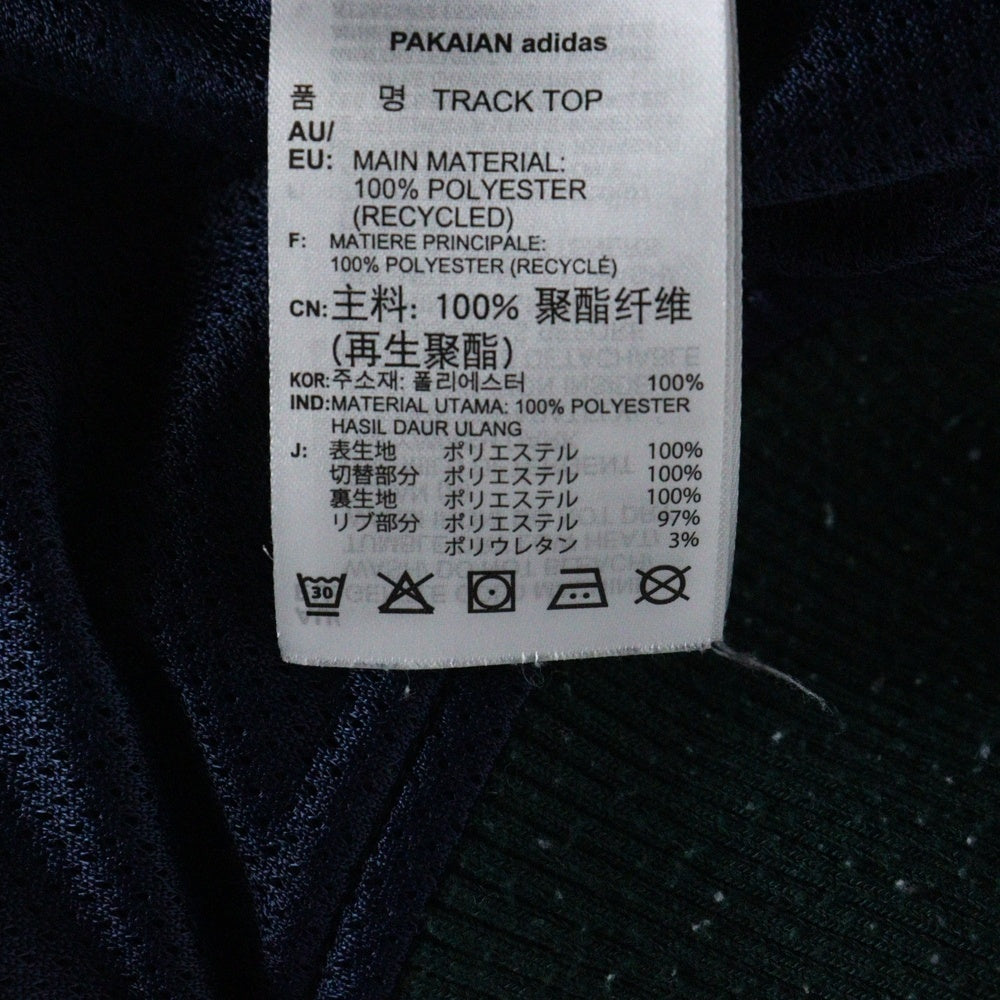 PAKAIAN adidas
품 명 TRACK TOP
AU/
EU: MAIN MATERIAL:
100% POLYESTER
(RECYCLED)
F: MATIERE PRINCIPALE:
100% POLYESTER (RECYCLÉ)
CN:主料: 100% 聚酯纤维
(再生聚酯)
KOR:주소재: 폴리에스터 100%
IND:MATERIAL UTAMA: 100% POLYESTER
HASIL DAUR ULANG
J: 表生地 ポリエステル 100%
切替部分 ポリエステル 100%
裏生地 ポリエステル 100%
リブ部分 ポリエステル 97%
ポリウレタン 3%
30